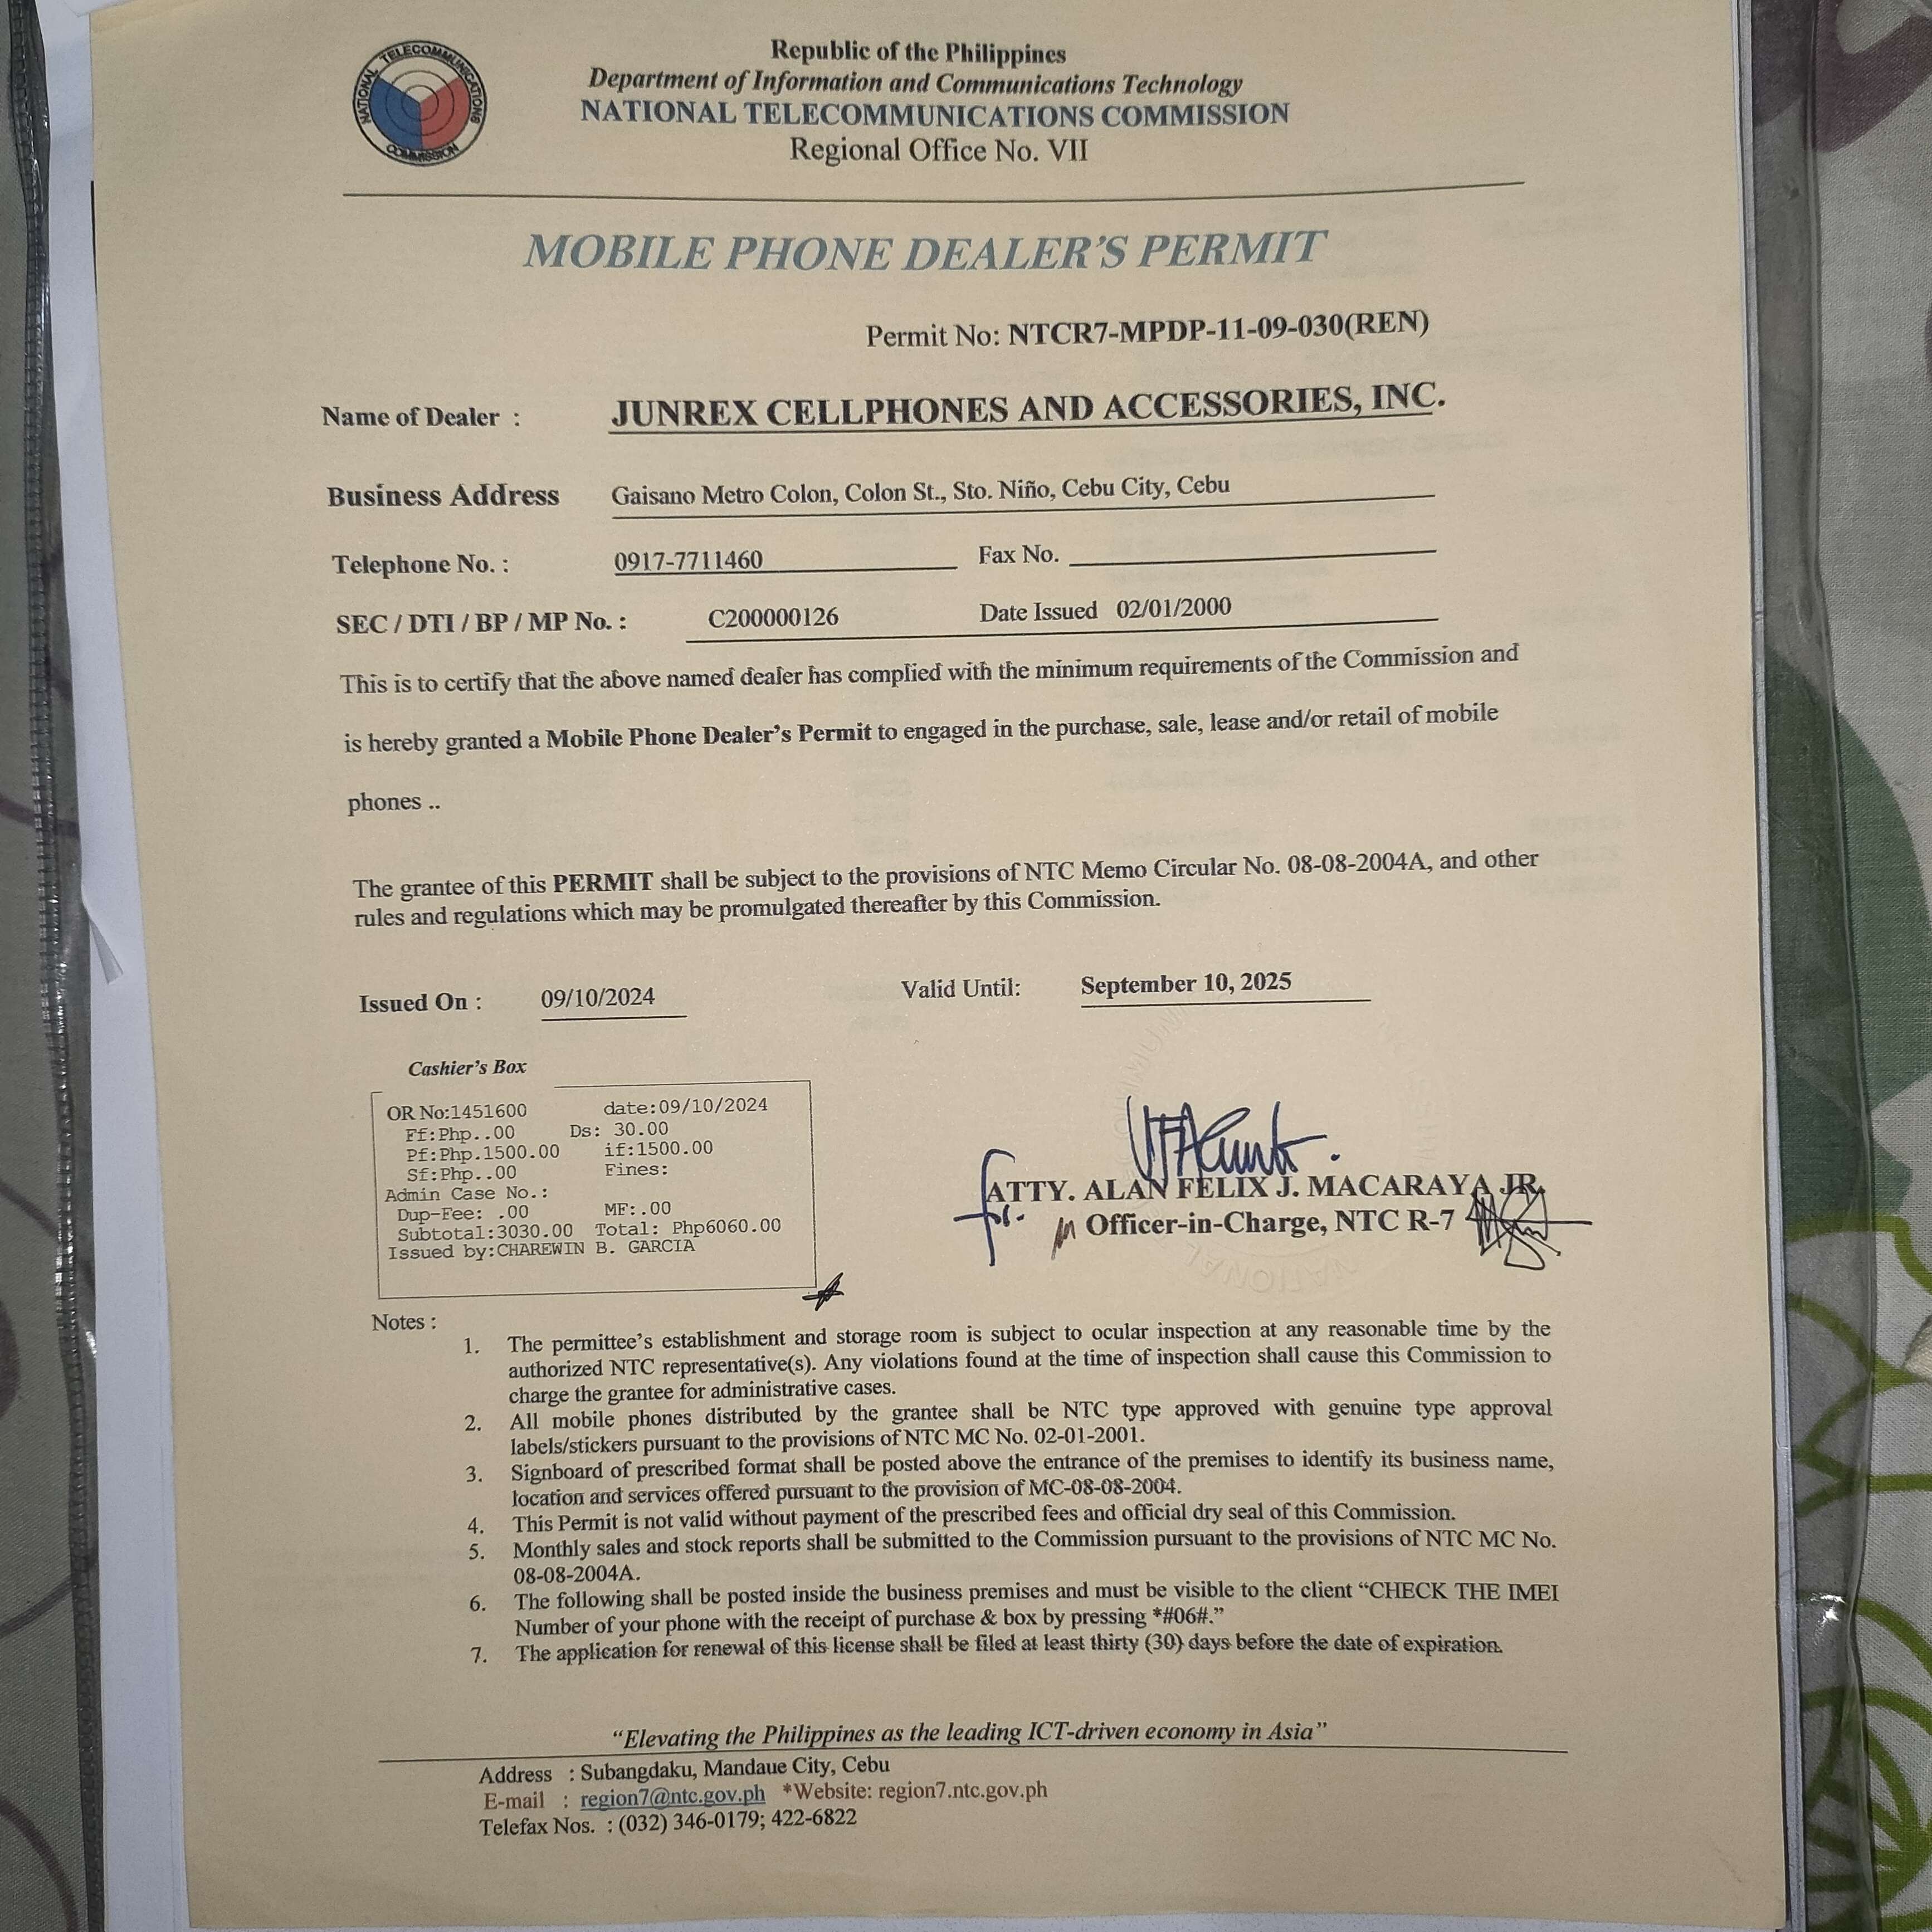 NATIONAL TELECOMMUNICATIONS COMMISSION
Republic of the Philippines
Department of Information and Communications Technology
NATIONAL TELECOMMUNICATIONS COMMISSION
Regional Office No. VII
MOBILE PHONE DEALER'S PERMIT
Permit No: NTCR7-MPDP-11-09-030(REN)
Name of Dealer : JUNREX CELLPHONES AND ACCESSORIES, INC.
Business Address Gaisano Metro Colon, Colon St., Sto. Niño, Cebu City, Cebu
Telephone No. : 0917-7711460 Fax No.
SEC / DTI / BP / MP No. : C200000126 Date Issued 02/01/2000
This is to certify that the above named dealer has complied with the minimum requirements of the Commission and
is hereby granted a Mobile Phone Dealer's Permit to engaged in the purchase, sale, lease and/or retail of mobile
phones ..
The grantee of this PERMIT shall be subject to the provisions of NTC Memo Circular No. 08-08-2004A, and other
rules and regulations which may be promulgated thereafter by this Commission.
Issued On : 09/10/2024 Valid Until: September 10, 2025
Cashier's Box
OR No:1451600 date:09/10/2024
Ff:Php..00 Ds: 30.00
Pf:Php.1500.00 if:1500.00
Sf:Php..00 Fines:
Admin Case No.:
Dup-Fee: .00 MF:.00
Subtotal:3030.00 Total: Php6060.00
Issued by:CHAREWIN B. GARCIA
for.
ATTY. ALAN FELIX J. MACARAYA JR.
Officer-in-Charge, NTC R-7
NATIONAL
Notes :
1. The permittee's establishment and storage room is subject to ocular inspection at any reasonable time by the
authorized NTC representative(s). Any violations found at the time of inspection shall cause this Commission to
charge the grantee for administrative cases.
2. All mobile phones distributed by the grantee shall be NTC type approved with genuine type approval
labels/stickers pursuant to the provisions of NTC MC No. 02-01-2001.
3. Signboard of prescribed format shall be posted above the entrance of the premises to identify its business name,
location and services offered pursuant to the provision of MC-08-08-2004.
4. This Permit is not valid without payment of the prescribed fees and official dry seal of this Commission.
5. Monthly sales and stock reports shall be submitted to the Commission pursuant to the provisions of NTC MC No.
08-08-2004A.
6. The following shall be posted inside the business premises and must be visible to the client “CHECK THE IMEI
Number of your phone with the receipt of purchase & box by pressing *#06#.”
7. The application for renewal of this license shall be filed at least thirty (30) days before the date of expiration.
“Elevating the Philippines as the leading ICT-driven economy in Asia”
Address : Subangdaku, Mandaue City, Cebu
E-mail : region7@ntc.gov.ph *Website: region7.ntc.gov.ph
Telefax Nos. : (032) 346-0179; 422-6822